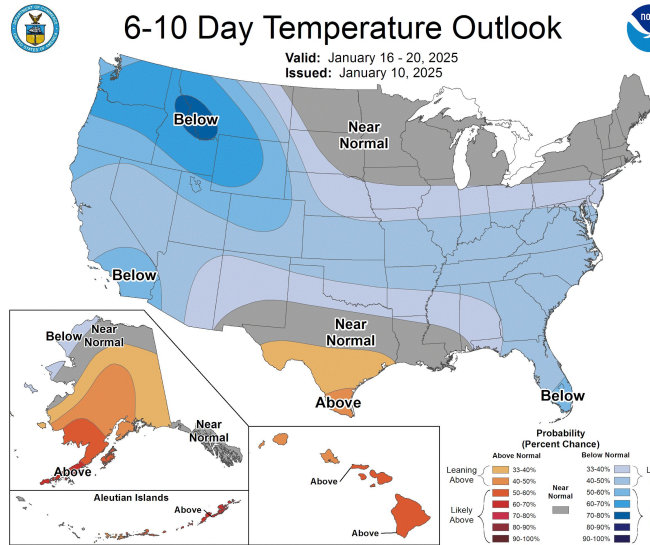 6-10 Day Temperature Outlook
Valid: January 16 - 20, 2025
Issued: January 10, 2025
Below
Near
Normal
Below
Near
Normal
Above
Below
Below
Near
Normal
Near
Normal
Above
Aleutian Islands
Above
Above
Above
Probability
(Percent Chance)
Above Normal
Below Normal
Leaning
Above
33-40%
40-50%
Likely
Above
50-60%
60-70%
70-80%
80-90%
90-100%
Near
Normal
33-40%
40-50%
50-60%
60-70%
70-80%
80-90%
90-100%
L